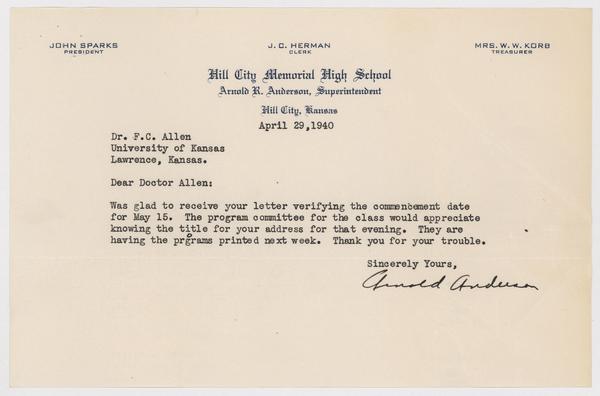 JOHN SPARKS J. C. HERMAN MRS. W. W. KORB
PRESIDENT CLERK TREASURER
Hill City Memorial High School
Arnold R. Anderson, Superintendent
Hill City, Kansas
April 29,1940
Dr. F.C. Allen
University of Kansas
Lawrence, Kansas.
Dear Doctor Allen:
Was glad to receive your letter verifying the commencement date
for May 15. The program committee for the class would appreciate
knowing the title for your address for that evening. They are
having the programs printed next week. Thank you for your trouble.
Sincerely Yours,
Arnold Anderson